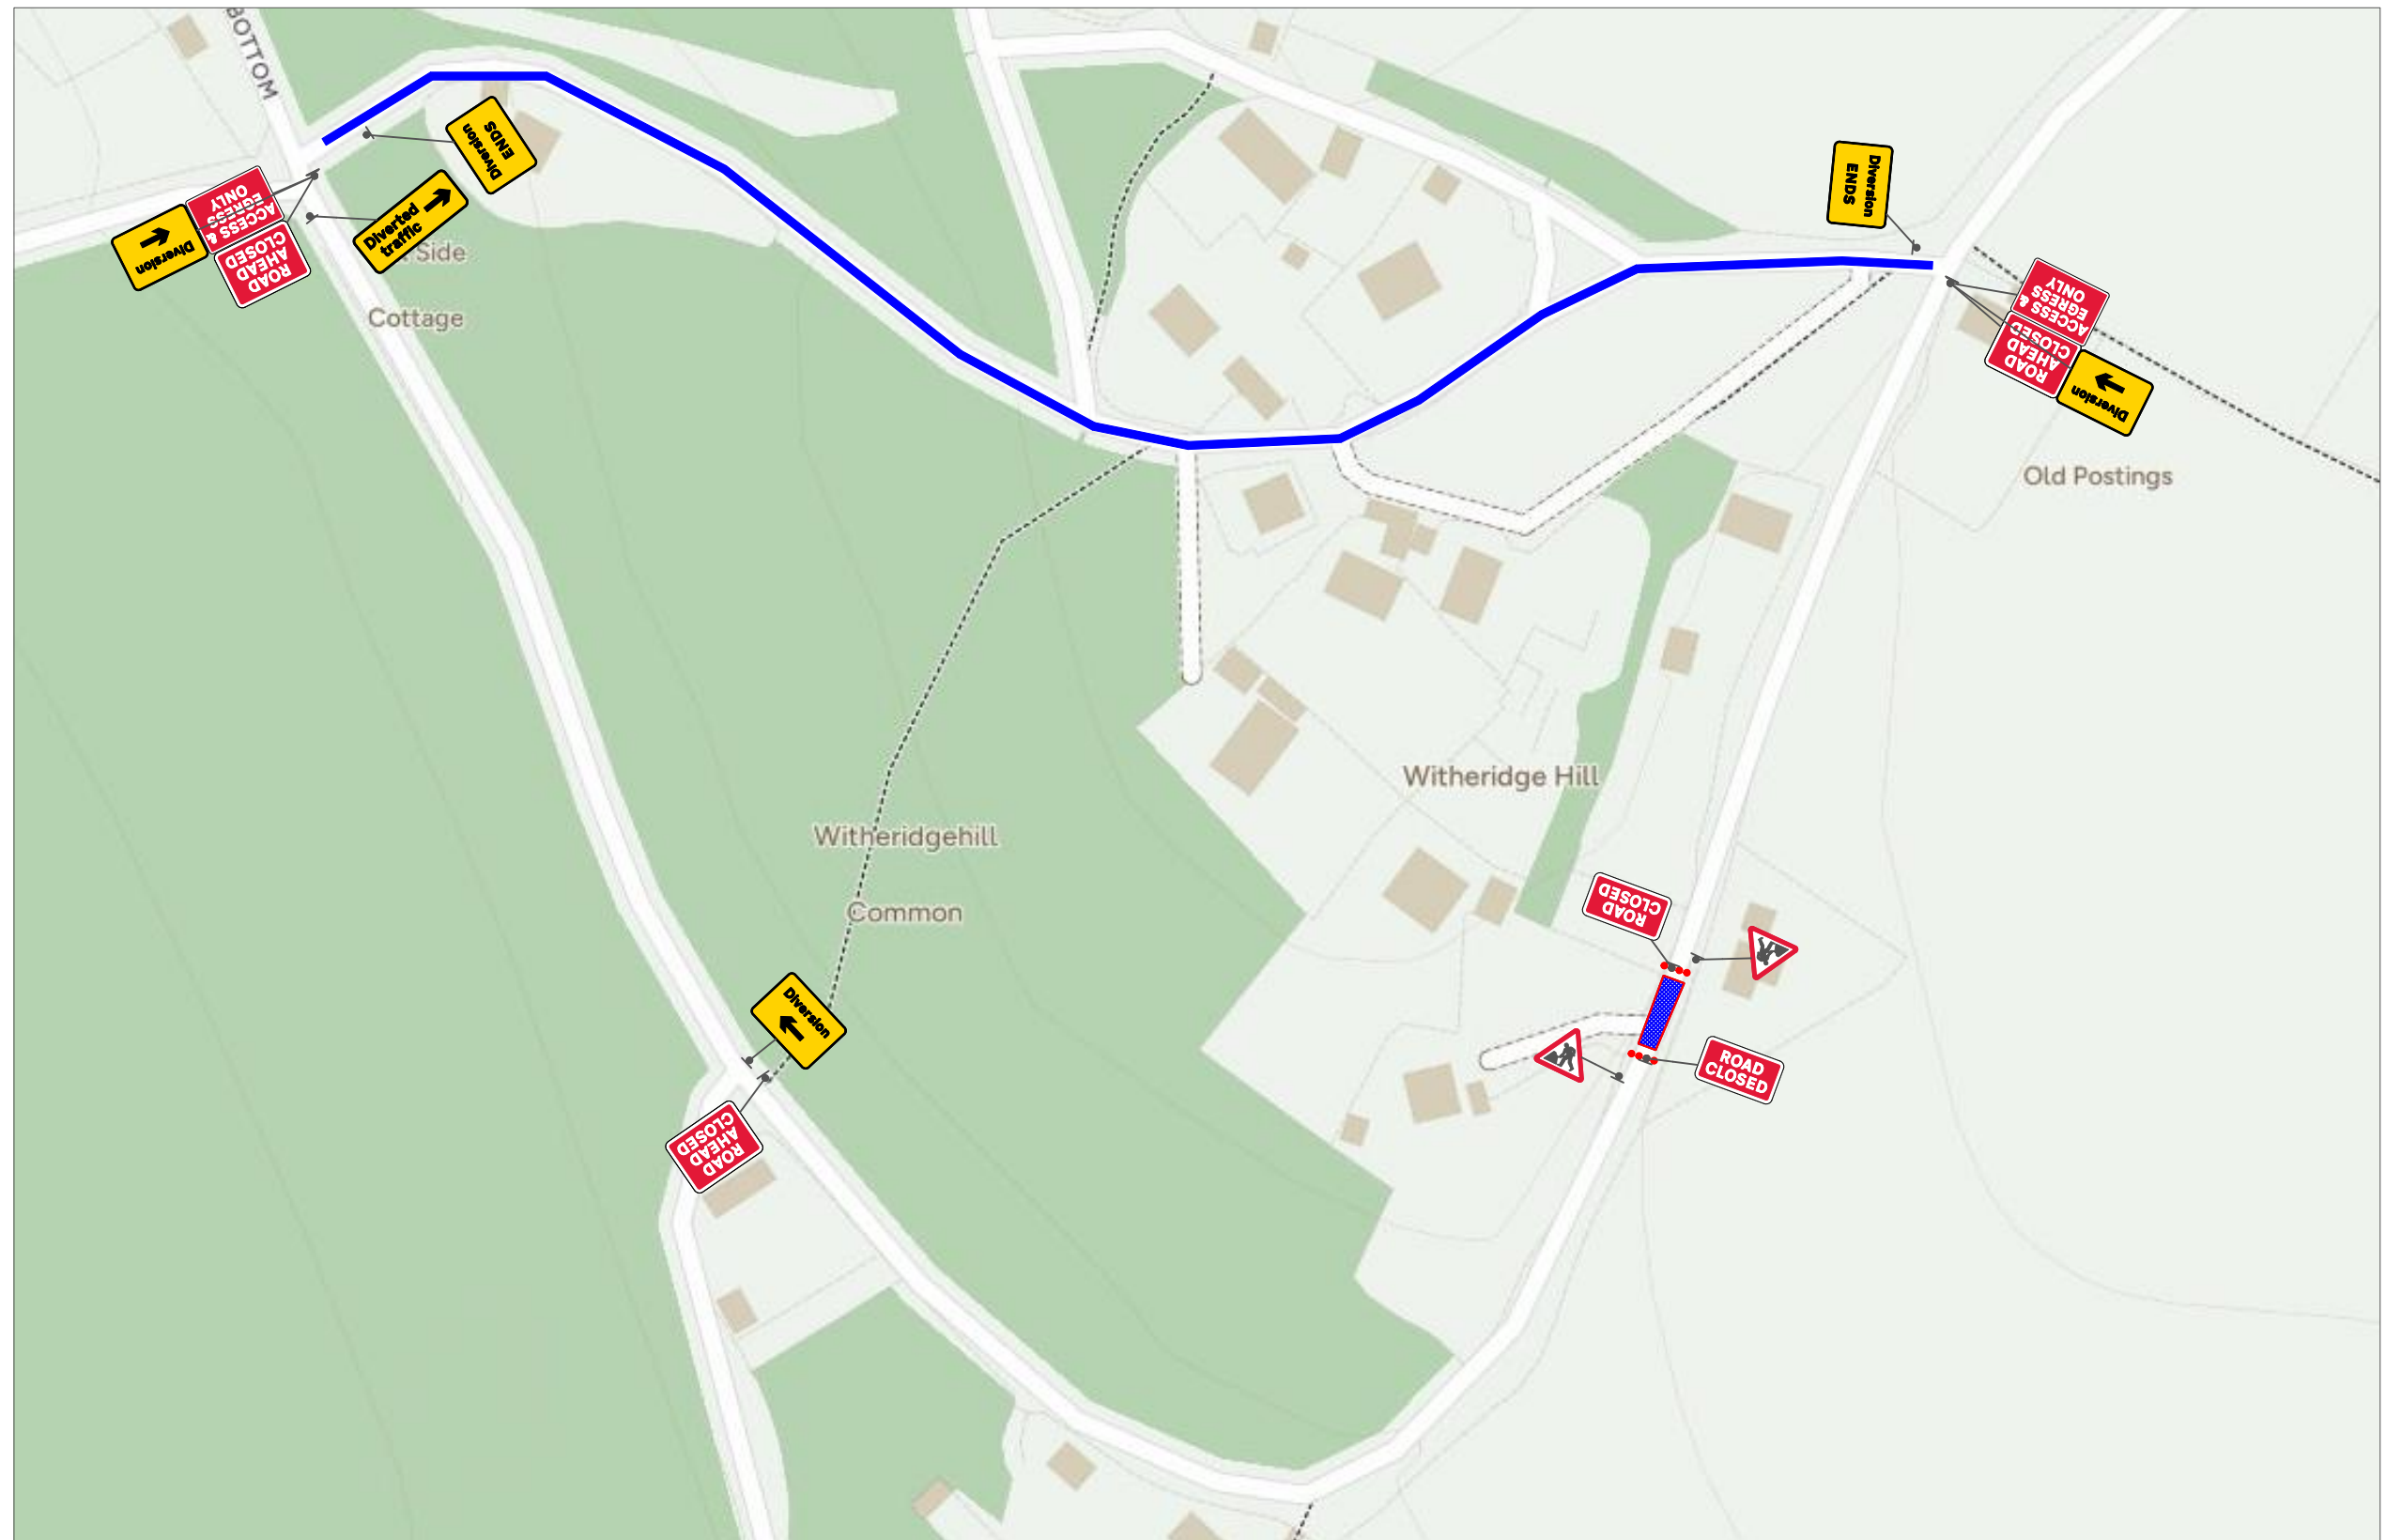 BOTTOM
Diversion
ENDS
Diverted
traffic
ACCESS &
EGRESS
ONLY
ROAD
AHEAD
CLOSED
Diversion
Side
Cottage
Diversion
ENDS
ACCESS &
EGRESS
ONLY
ROAD
AHEAD
CLOSED
Diversion
Old Postings
Witheridge Hill
Witheridgehill
Common
ROAD
CLOSED
Diversion
ROAD
AHEAD
CLOSED
ROAD
CLOSED